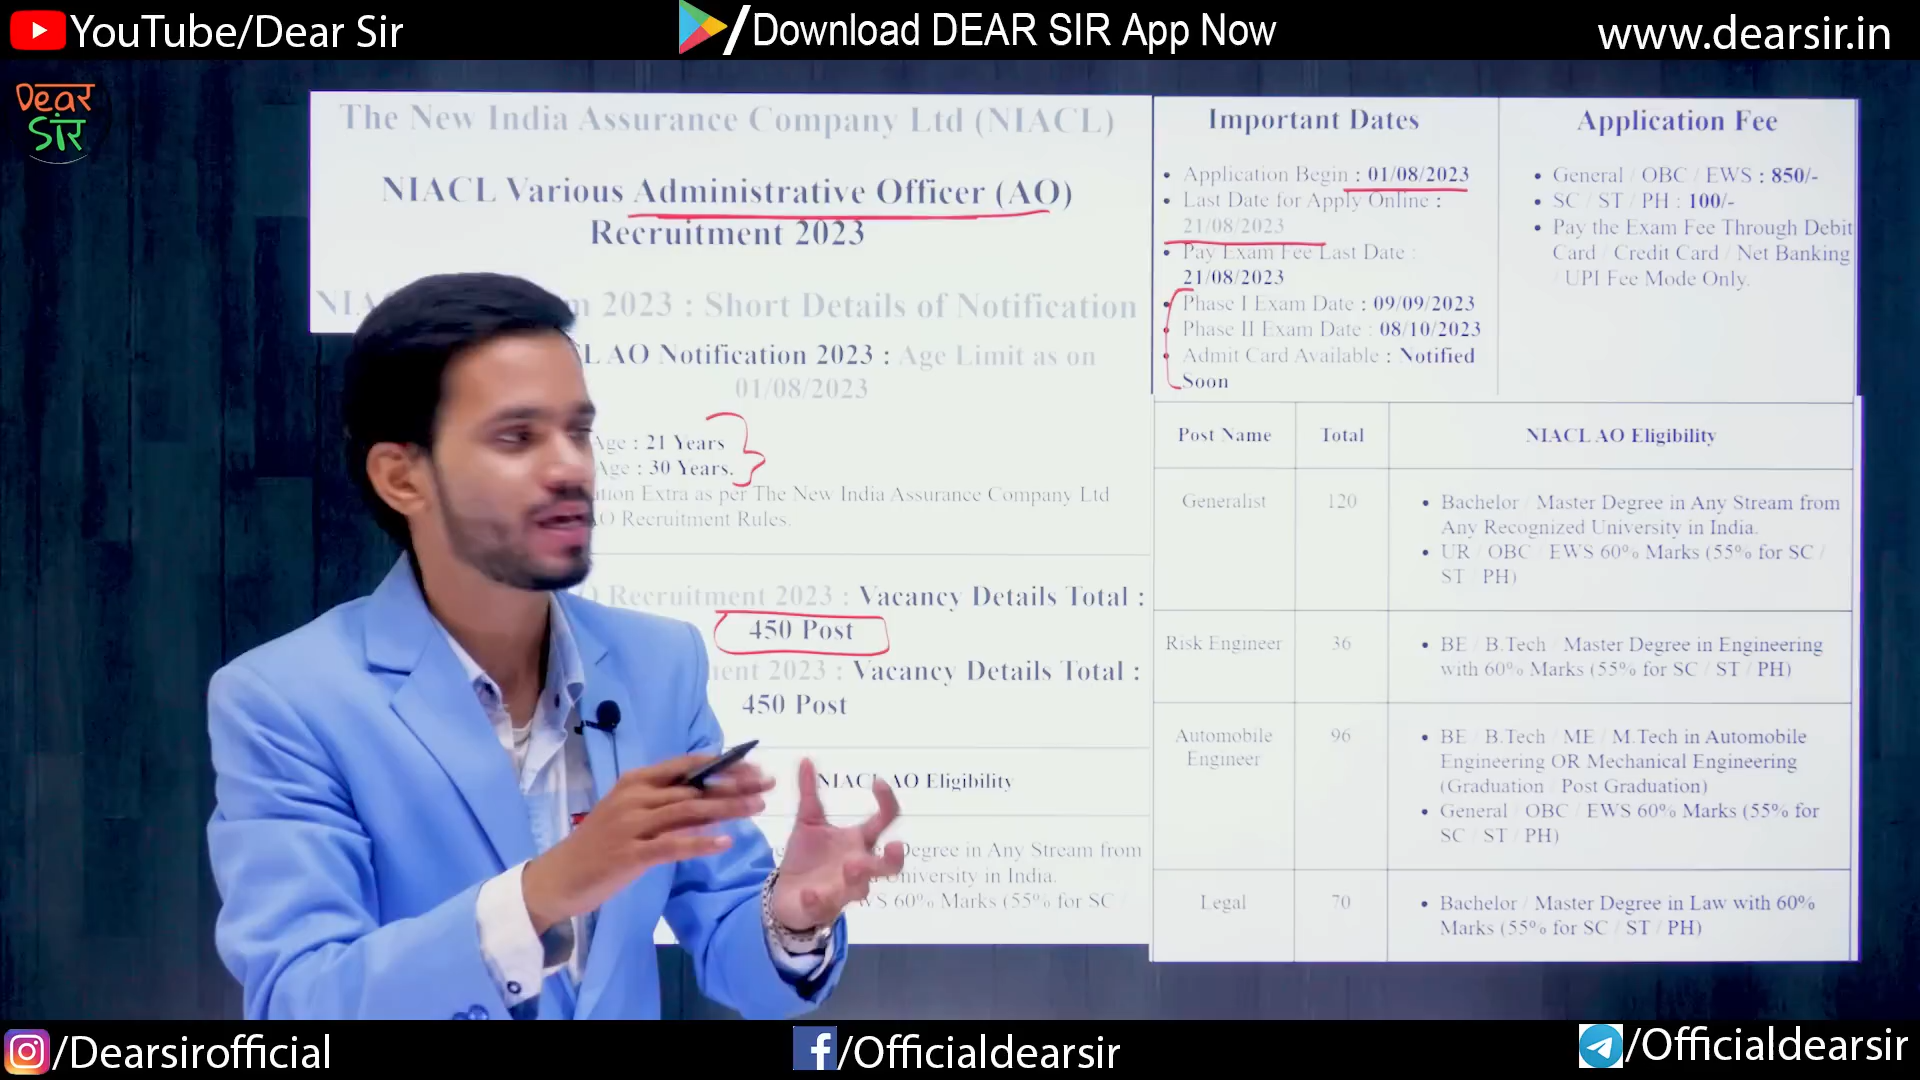 YouTube/Dear Sir
/Download DEAR SIR App Now
www.dearsir.in
Dear
Sir
The New India Assurance Company Ltd (NIACL)
NIACL Various Administrative Officer (AO)
Recruitment 2023
2023 : Short Details of Notification
AO Notification 2023 : Age Limit as on
01/08/2023
Age : 21 Years
Age : 30 Years.
Extra as per The New India Assurance Company Ltd
Recruitment Rules.
Recruitment 2023 : Vacancy Details Total :
450 Post
2023 : Vacancy Details Total :
450 Post
NIACL AO Eligibility
Degree in Any Stream from
University in India.
60% Marks (55% for SC /
Important Dates
• Application Begin : 01/08/2023
• Last Date for Apply Online :
21/08/2023
• Pay Exam Fee Last Date :
21/08/2023
• Phase I Exam Date : 09/09/2023
• Phase II Exam Date : 08/10/2023
• Admit Card Available : Notified
Soon
Application Fee
• General / OBC / EWS : 850/-
• SC / ST / PH : 100/-
• Pay the Exam Fee Through Debit
Card / Credit Card / Net Banking
/ UPI Fee Mode Only.
Post Name Total NIACL AO Eligibility
Generalist 120
• Bachelor / Master Degree in Any Stream from
Any Recognized University in India.
• UR / OBC / EWS 60% Marks (55% for SC /
ST / PH)
Risk Engineer 36
• BE / B.Tech / Master Degree in Engineering
with 60% Marks (55% for SC / ST / PH)
Automobile
Engineer
96
• BE / B.Tech / ME / M.Tech in Automobile
Engineering OR Mechanical Engineering
(Graduation / Post Graduation)
• General / OBC / EWS 60% Marks (55% for
SC / ST / PH)
Legal 70
• Bachelor / Master Degree in Law with 60%
Marks (55% for SC / ST / PH)
/Dearsirofficial
/Officialdearsir
/Officialdearsir